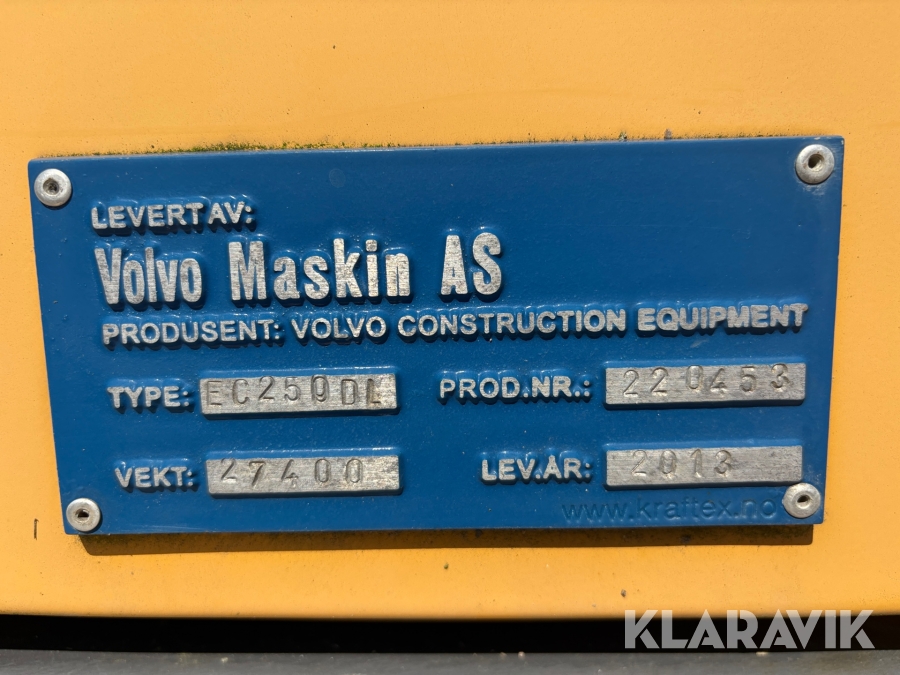 LEVERT AV:
Volvo Maskin AS
PRODUSENT: VOLVO CONSTRUCTION EQUIPMENT
TYPE: EC250DL PROD.NR.: 220453
VEKT: 27400 LEV.ÅR: 2013
www.kraftex.no
KLARAVIK